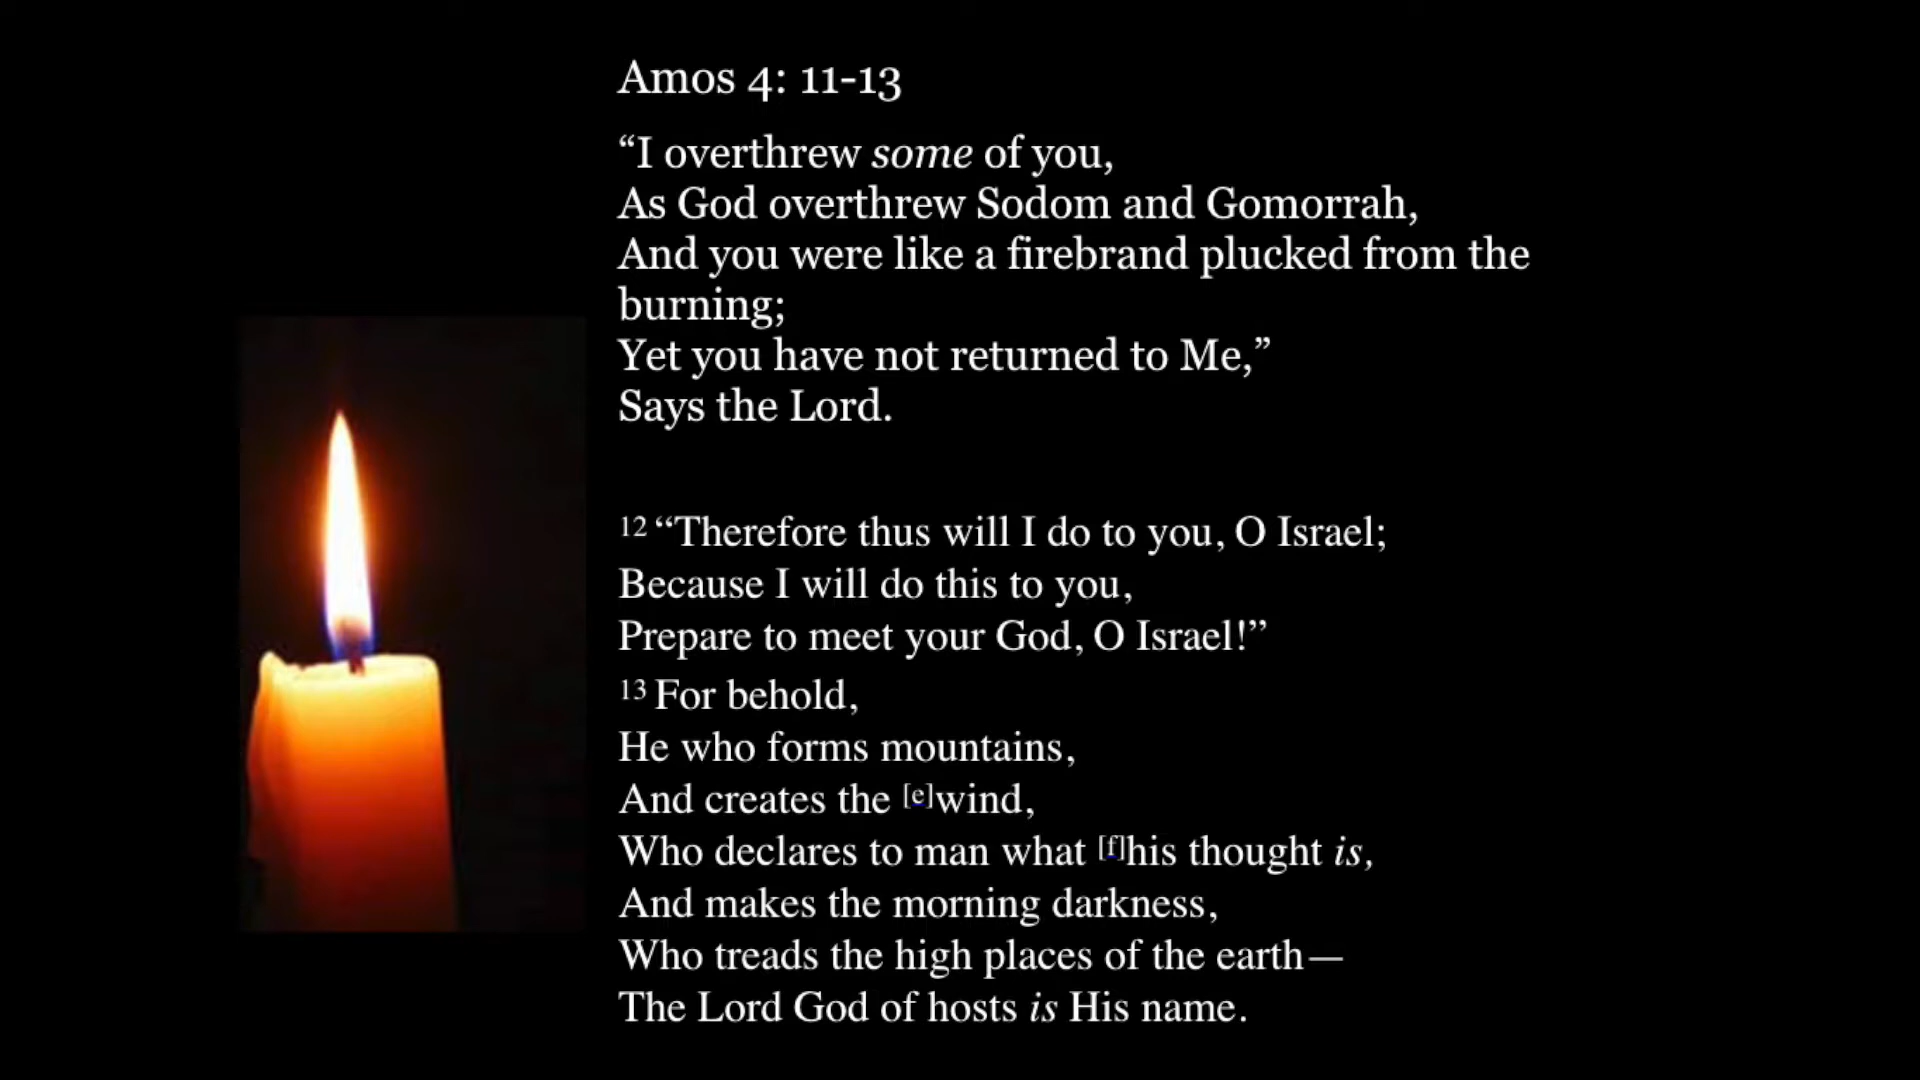 Amos 4: 11-13
“I overthrew some of you,
As God overthrew Sodom and Gomorrah,
And you were like a firebrand plucked from the
burning;
Yet you have not returned to Me,”
Says the Lord.
12 “Therefore thus will I do to you, O Israel;
Because I will do this to you,
Prepare to meet your God, O Israel!”
13 For behold,
He who forms mountains,
And creates the [e]wind,
Who declares to man what [f]his thought is,
And makes the morning darkness,
Who treads the high places of the earth—
The Lord God of hosts is His name.